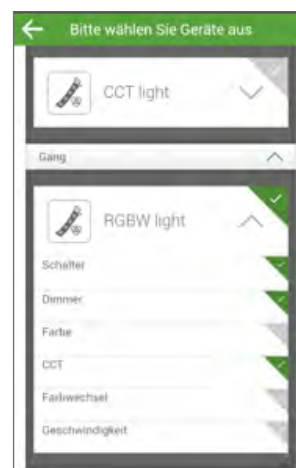 Bitte wählen Sie Geräte aus
CCT light
Gang
RGBW light
Schalter
Dimmer
Farbe
CCT
Farbwechsel
Geschwindigkeit